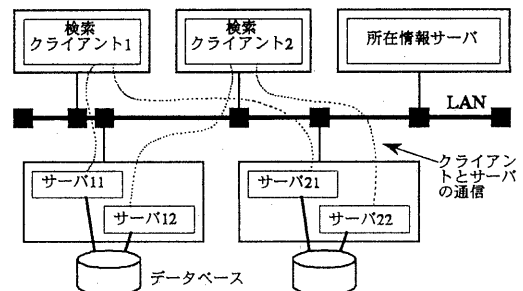 検索
クライアント1
検索
クライアント2
所在情報サーバ
LAN
クライアン
トとサーバ
の通信
サーバ11
サーバ12
サーバ21
サーバ22
データベース